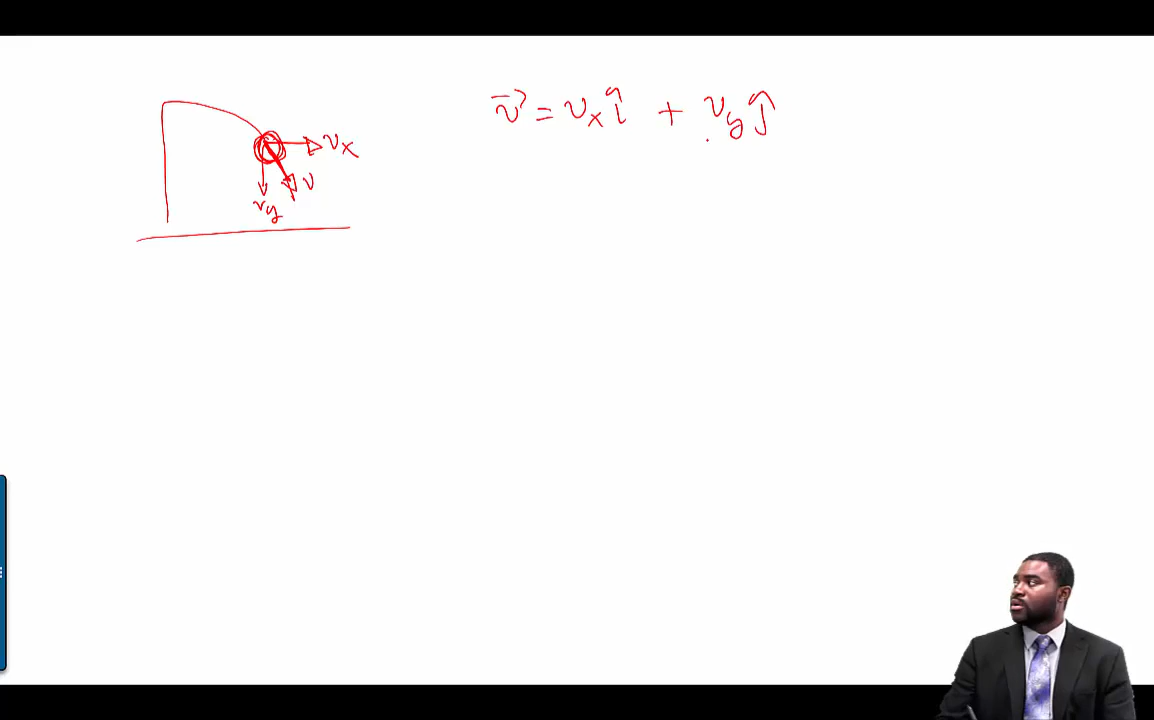 v⃗ = vₓ î + v_y ĵ
vₓ
v
v_y